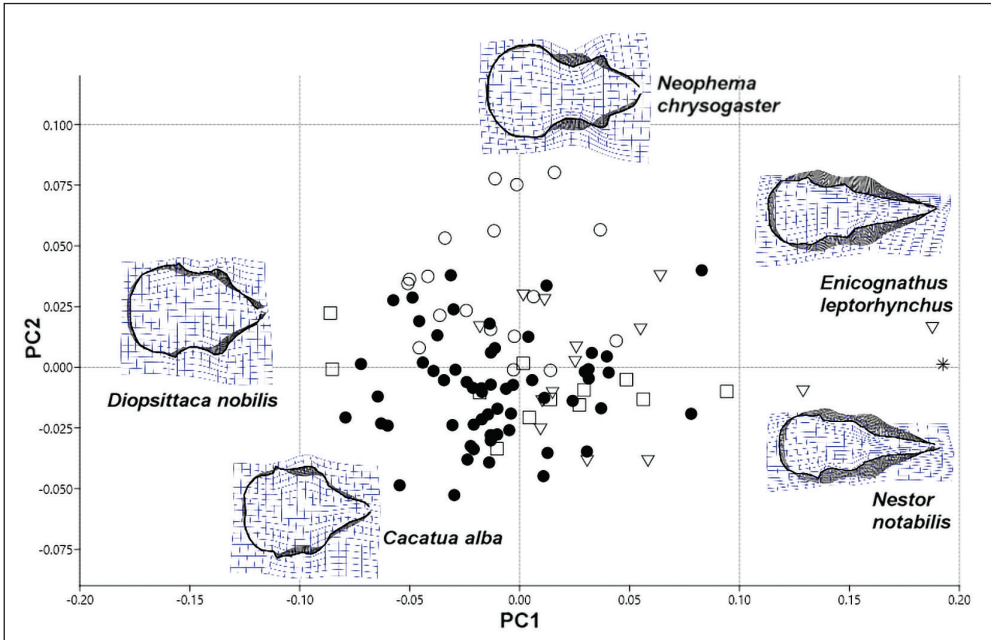 Neophema
chrysogaster
Enicognathus
leptorhynchus
Diopsittaca nobilis
Nestor
notabilis
Cacatua alba
PC2
0.100
0.075
0.050
0.025
0.000
-0.025
-0.050
-0.075
-0.20 -0.15 -0.10 -0.05 0.00 0.05 0.10 0.15 0.20
PC1